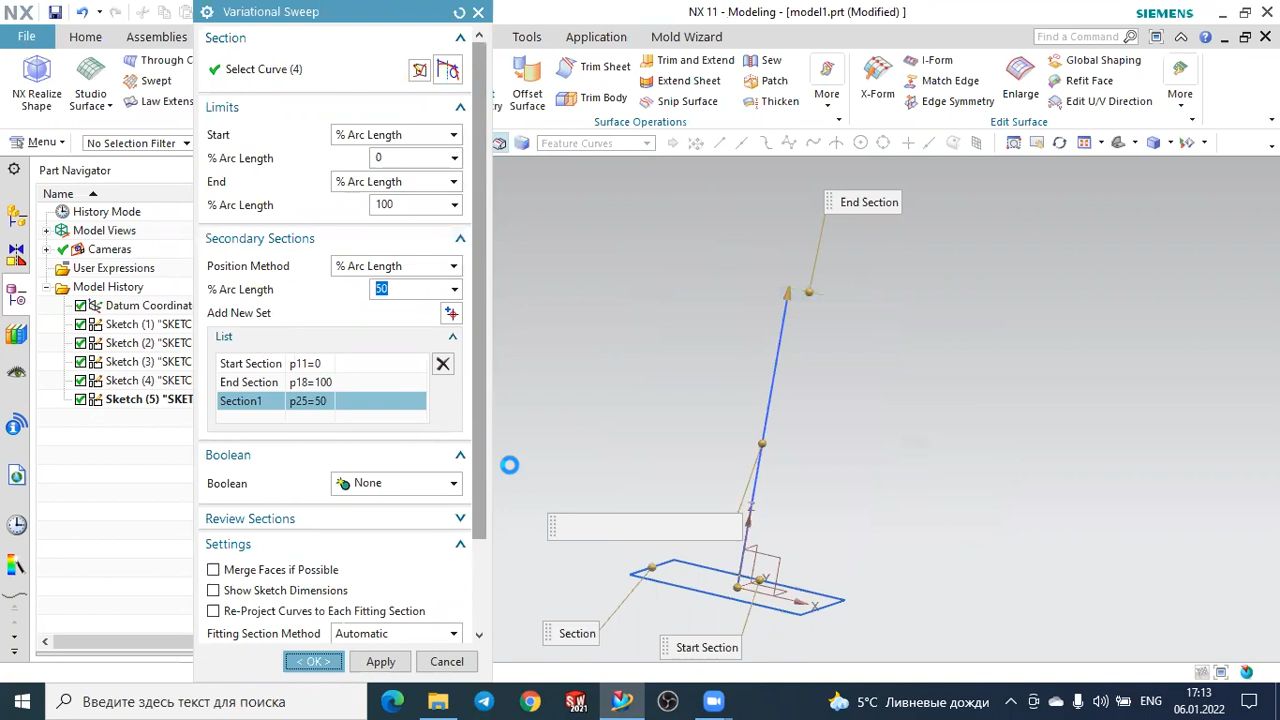 NX
Variational Sweep
NX 11 - Modeling - [model1.prt (Modified) ]
SIEMENS
File
Home
Assemblies
Tools
Application
Mold Wizard
Find a Command
NX Realize
Shape
Studio
Surface
Through C
Swept
Law Extens
Offset
Surface
Trim Sheet
Trim Body
Trim and Extend
Extend Sheet
Snip Surface
Sew
Patch
Thicken
More
Surface Operations
X-Form
I-Form
Match Edge
Edge Symmetry
Enlarge
Global Shaping
Refit Face
Edit U/V Direction
More
Edit Surface
Menu
No Selection Filter
Feature Curves
Part Navigator
Name
History Mode
Model Views
Cameras
User Expressions
Model History
Datum Coordinat
Sketch (1) "SKETC
Sketch (2) "SKETC
Sketch (3) "SKETC
Sketch (4) "SKETC
Sketch (5) "SKETC
Section
Select Curve (4)
Limits
Start
% Arc Length
% Arc Length
0
End
% Arc Length
% Arc Length
100
Secondary Sections
Position Method
% Arc Length
% Arc Length
50
Add New Set
List
Start Section p11=0
End Section p18=100
Section1 p25=50
Boolean
Boolean
None
Review Sections
Settings
Merge Faces if Possible
Show Sketch Dimensions
Re-Project Curves to Each Fitting Section
Fitting Section Method
Automatic
< OK >
Apply
Cancel
End Section
Z
Y
X
Section
Start Section
Введите здесь текст для поиска
SW
2021
5°C Ливневые дожди
ENG
17:13
06.01.2022